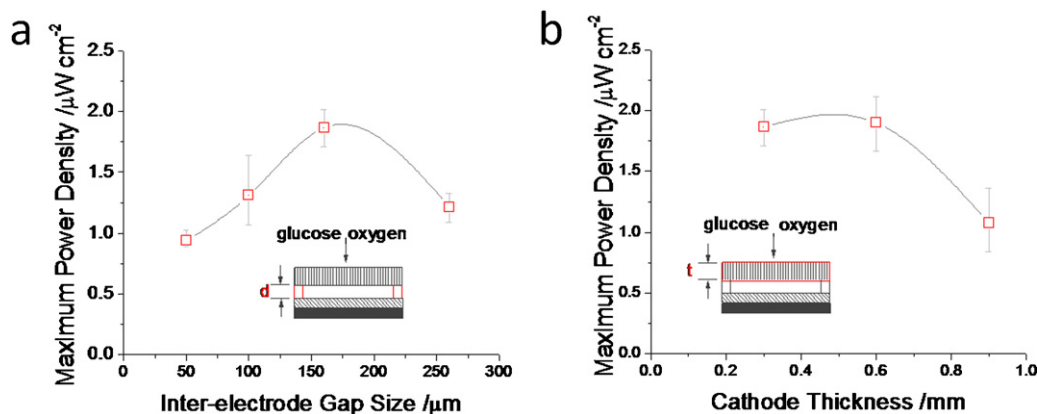 a
Maximum Power Density /μW cm-2
2.5
2.0
1.5
1.0
0.5
0.0
glucose oxygen
d
0 50 100 150 200 250 300
Inter-electrode Gap Size /μm
b
Maximum Power Density /μW cm-2
2.5
2.0
1.5
1.0
0.5
0.0
glucose oxygen
t
0.0 0.2 0.4 0.6 0.8 1.0
Cathode Thickness /mm